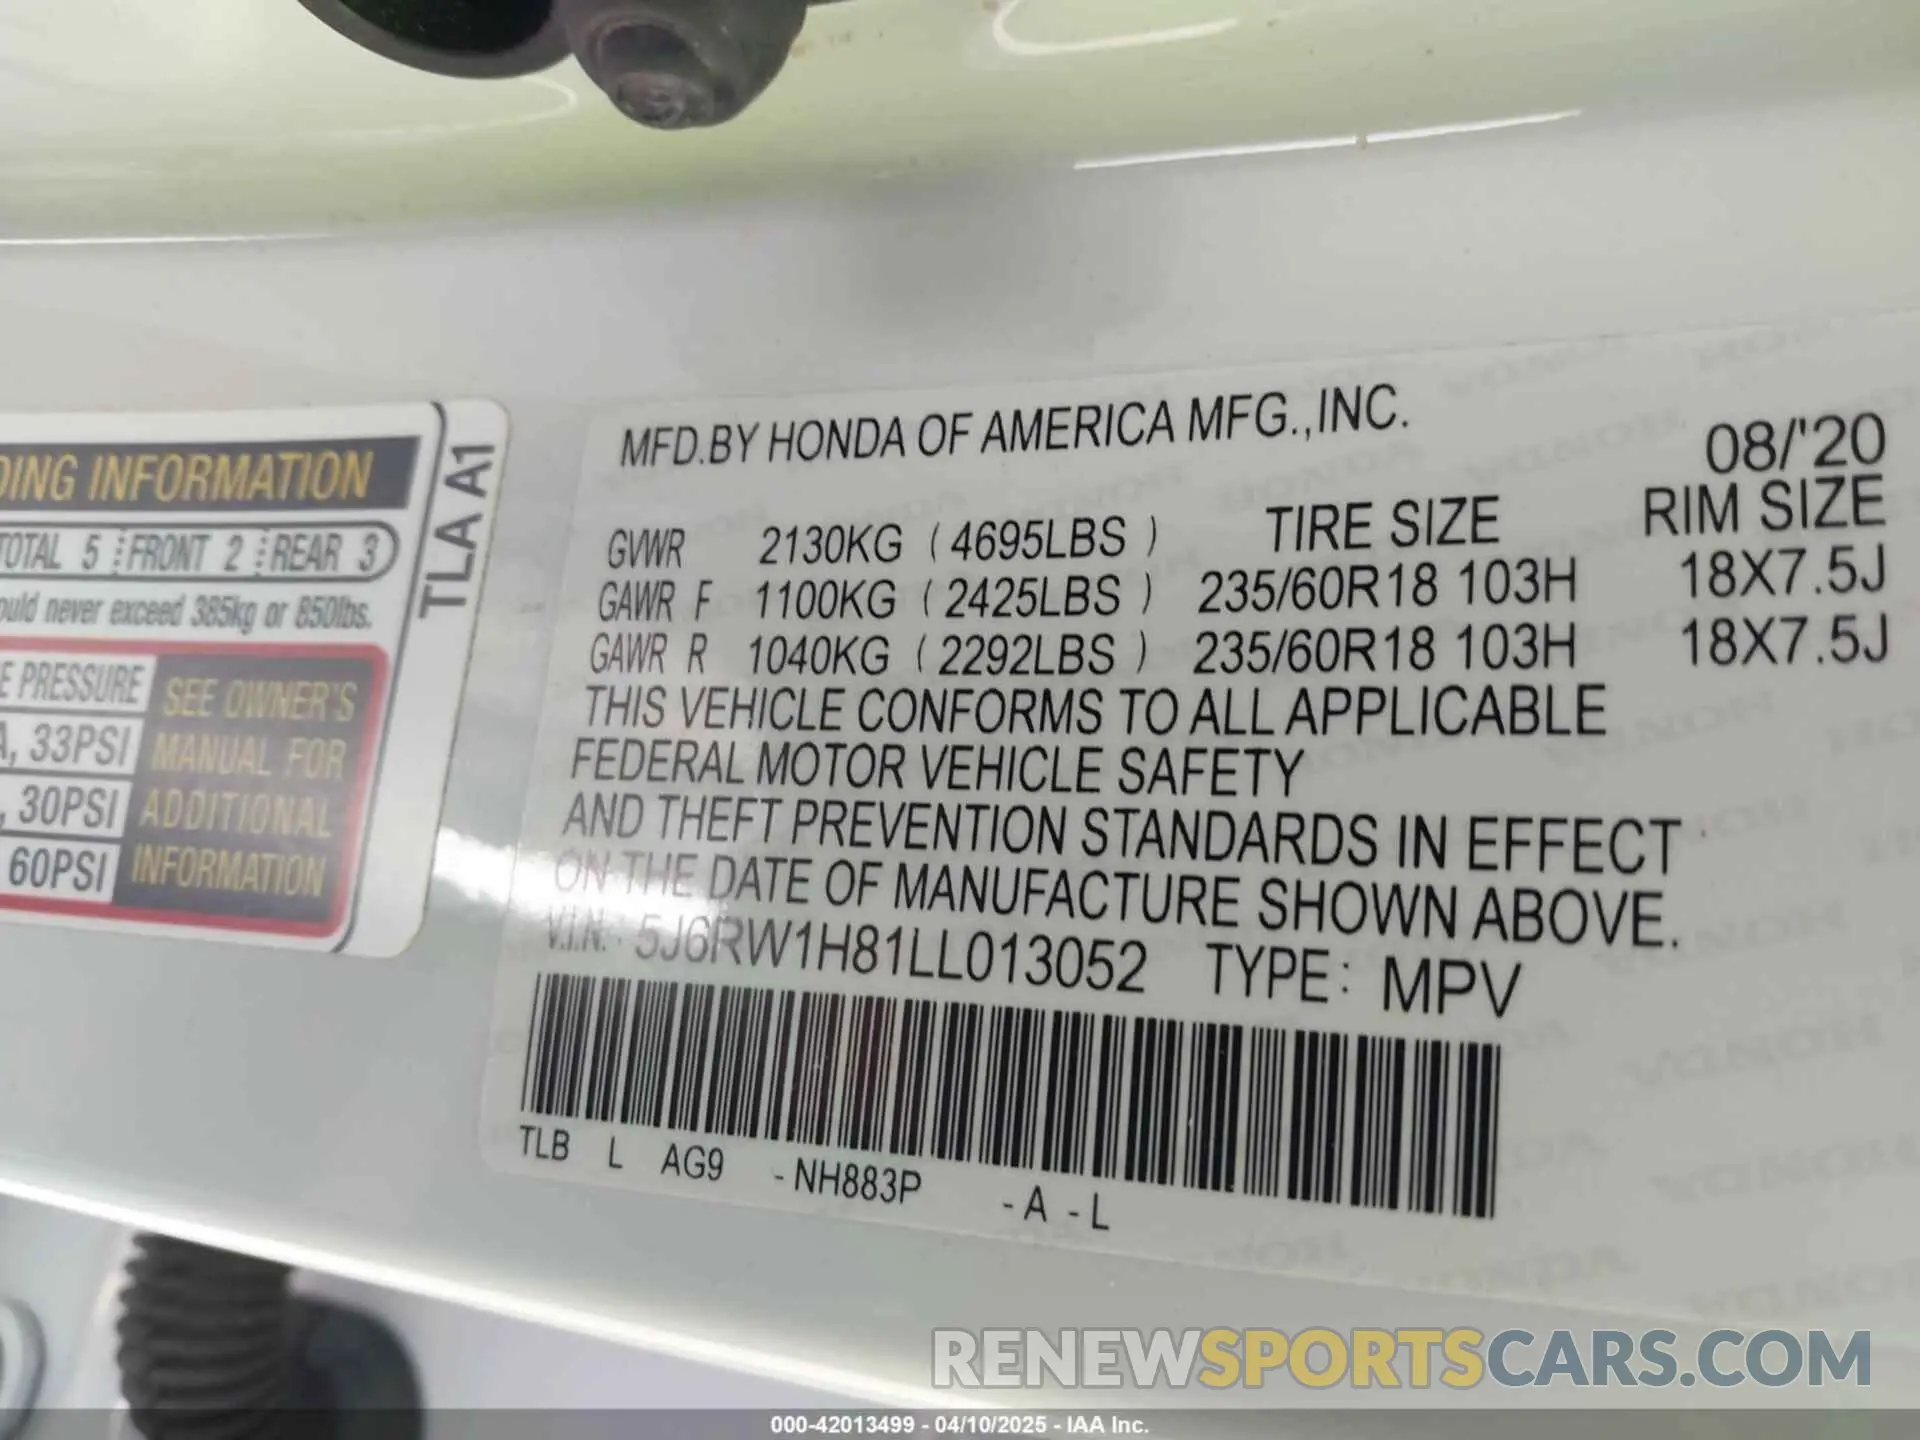 DING INFORMATION
TOTAL 5 FRONT 2 REAR 3
never exceed 385kg or 850lbs.
PRESSURE
33PSI
30PSI
60PSI
SEE OWNER'S
MANUAL FOR
ADDITIONAL
INFORMATION
TLA A1
MFD.BY HONDA OF AMERICA MFG.,INC.
08/'20
GVWR 2130KG (4695LBS) TIRE SIZE RIM SIZE
GAWR F 1100KG (2425LBS) 235/60R18 103H 18X7.5J
GAWR R 1040KG (2292LBS) 235/60R18 103H 18X7.5J
THIS VEHICLE CONFORMS TO ALL APPLICABLE
FEDERAL MOTOR VEHICLE SAFETY
AND THEFT PREVENTION STANDARDS IN EFFECT
ON THE DATE OF MANUFACTURE SHOWN ABOVE.
V.I.N. 5J6RW1H81LL013052 TYPE: MPV
TLB L AG9 -NH883P -A -L
RENEWSPORTSCARS.COM
000-42013499 - 04/10/2025 - IAA Inc.